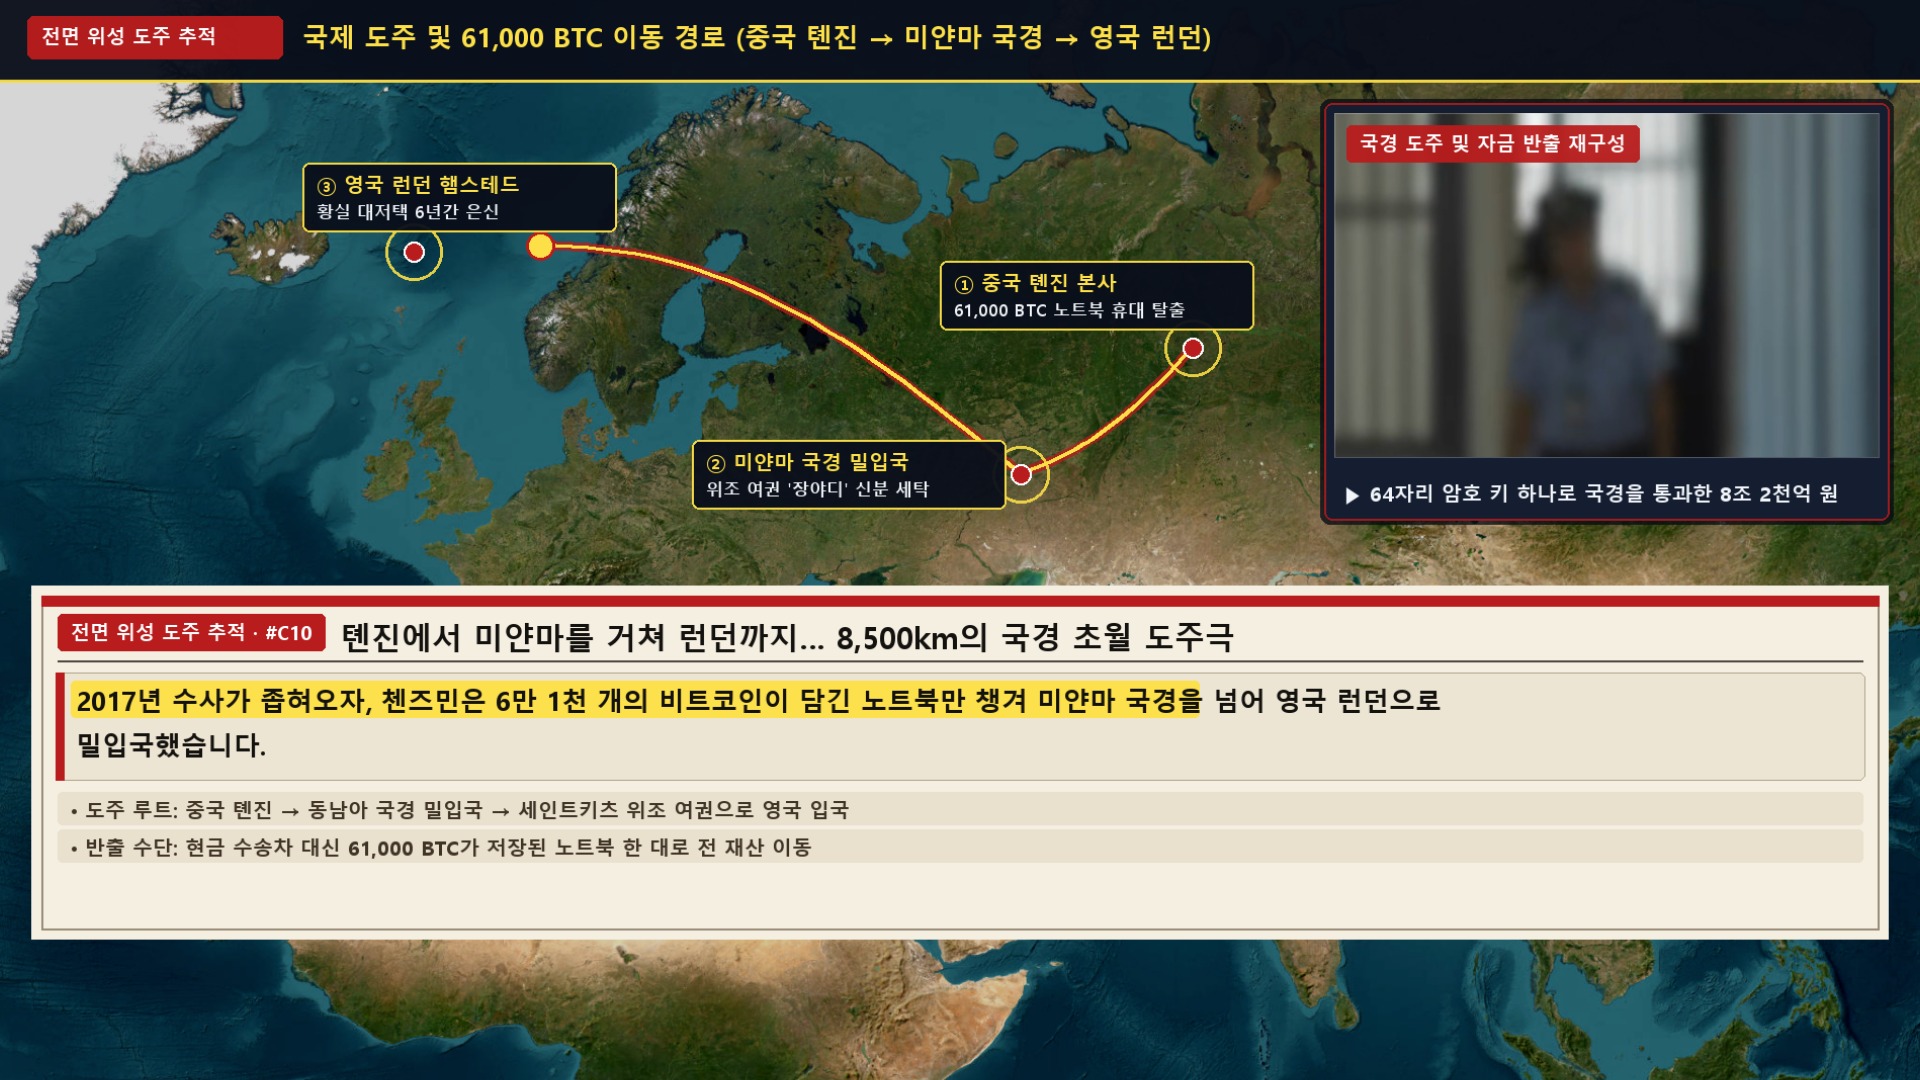 전면 위성 도주 추적
국제 도주 및 61,000 BTC 이동 경로 (중국 톈진 → 미얀마 국경 → 영국 런던)
국경 도주 및 자금 반출 재구성
③ 영국 런던 햄스테드
황실 대저택 6년간 은신
① 중국 톈진 본사
61,000 BTC 노트북 휴대 탈출
② 미얀마 국경 밀입국
위조 여권 '장야디' 신분 세탁
▶ 64자리 암호 키 하나로 국경을 통과한 8조 2천억 원
전면 위성 도주 추적 · #C10
톈진에서 미얀마를 거쳐 런던까지... 8,500km의 국경 초월 도주극
2017년 수사가 좁혀오자, 첸즈민은 6만 1천 개의 비트코인이 담긴 노트북만 챙겨 미얀마 국경을 넘어 영국 런던으로
밀입국했습니다.
• 도주 루트: 중국 톈진 → 동남아 국경 밀입국 → 세인트키츠 위조 여권으로 영국 입국
• 반출 수단: 현금 수송차 대신 61,000 BTC가 저장된 노트북 한 대로 전 재산 이동